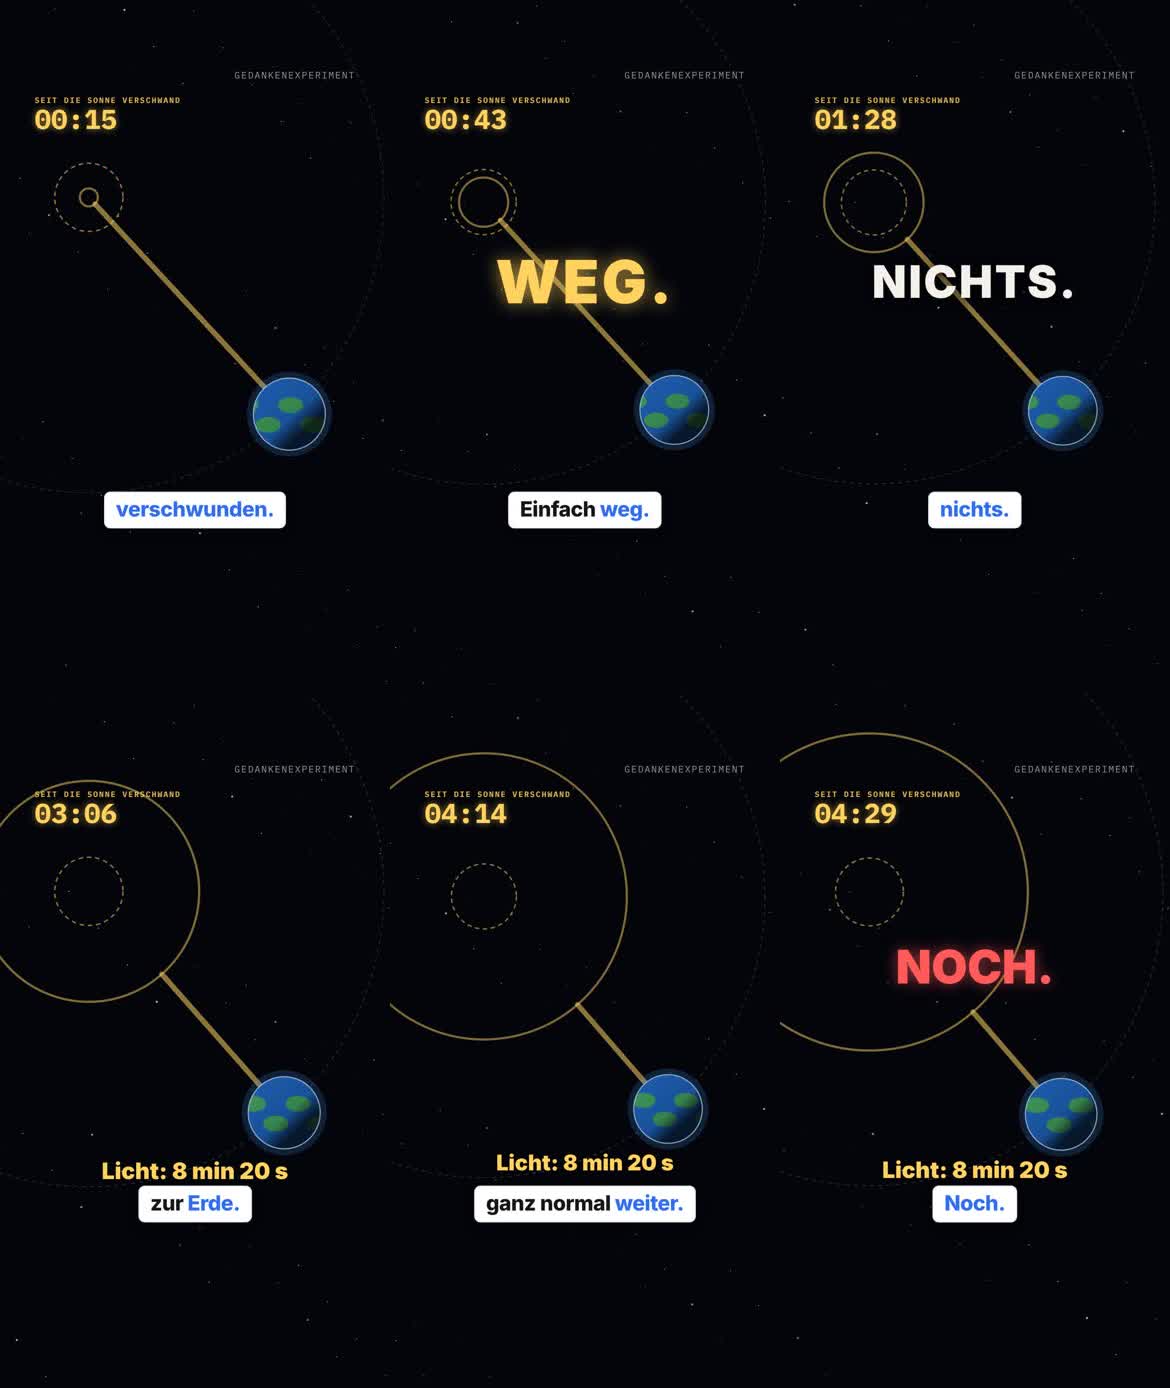 GEDANKENEXPERIMENT
SEIT DIE SONNE VERSCHWAND
00:15
verschwunden.
GEDANKENEXPERIMENT
SEIT DIE SONNE VERSCHWAND
00:43
WEG.
Einfach weg.
GEDANKENEXPERIMENT
SEIT DIE SONNE VERSCHWAND
01:28
NICHTS.
nichts.
GEDANKENEXPERIMENT
SEIT DIE SONNE VERSCHWAND
03:06
Licht: 8 min 20 s
zur Erde.
GEDANKENEXPERIMENT
SEIT DIE SONNE VERSCHWAND
04:14
Licht: 8 min 20 s
ganz normal weiter.
GEDANKENEXPERIMENT
SEIT DIE SONNE VERSCHWAND
04:29
NOCH.
Licht: 8 min 20 s
Noch.